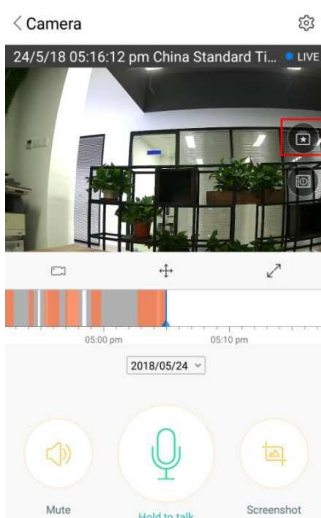 Camera
24/5/18 05:16:12 pm China Standard Ti... LIVE
05:00 pm 05:10 pm
2018/05/24
Mute Hold to talk Screenshot